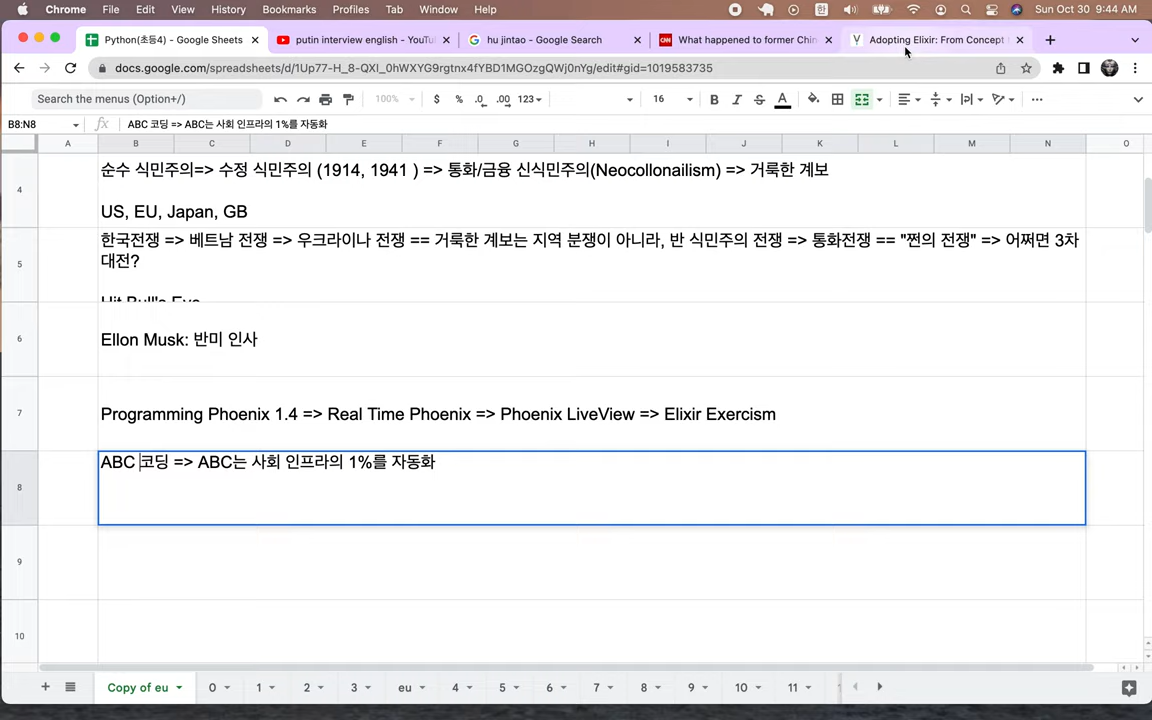 Chrome File Edit View History Bookmarks Profiles Tab Window Help 한 Sun Oct 30 9:44 AM
Python(초등4) - Google Sheets putin interview english - YouTu hu jintao - Google Search CNN What happened to former Chin Y Adopting Elixir: From Concept
docs.google.com/spreadsheets/d/1Up77-H_8-QXI_0hWXYG9rgtnx4fYBD1MGOzgQWj0nYg/edit#gid=1019583735
Search the menus (Option+/) 100% $ % .0 .00 123 16 B I S A
B8:N8 fx ABC 코딩 => ABC는 사회 인프라의 1%를 자동화
A B C D E F G H I J K L M N O
4 순수 식민주의=> 수정 식민주의 (1914, 1941 ) => 통화/금융 신식민주의(Neocollonailism) => 거룩한 계보
US, EU, Japan, GB
5 한국전쟁 => 베트남 전쟁 => 우크라이나 전쟁 == 거룩한 계보는 지역 분쟁이 아니라, 반 식민주의 전쟁 => 통화전쟁 == "쩐의 전쟁" => 어쩌면 3차
대전?
Hit Bull's Eye
6 Ellon Musk: 반미 인사
7 Programming Phoenix 1.4 => Real Time Phoenix => Phoenix LiveView => Elixir Exercism
8 ABC 코딩 => ABC는 사회 인프라의 1%를 자동화
9
10
Copy of eu 0 1 2 3 eu 4 5 6 7 8 9 10 11